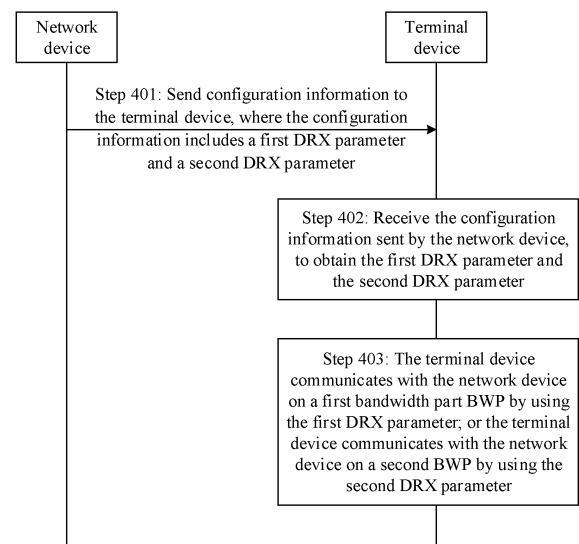 Network
device
Terminal
device
Step 401: Send configuration information to
the terminal device, where the configuration
information includes a first DRX parameter
and a second DRX parameter
Step 402: Receive the configuration
information sent by the network device,
to obtain the first DRX parameter and
the second DRX parameter
Step 403: The terminal device
communicates with the network device
on a first bandwidth part BWP by using
the first DRX parameter; or the terminal
device communicates with the network
device on a second BWP by using the
second DRX parameter